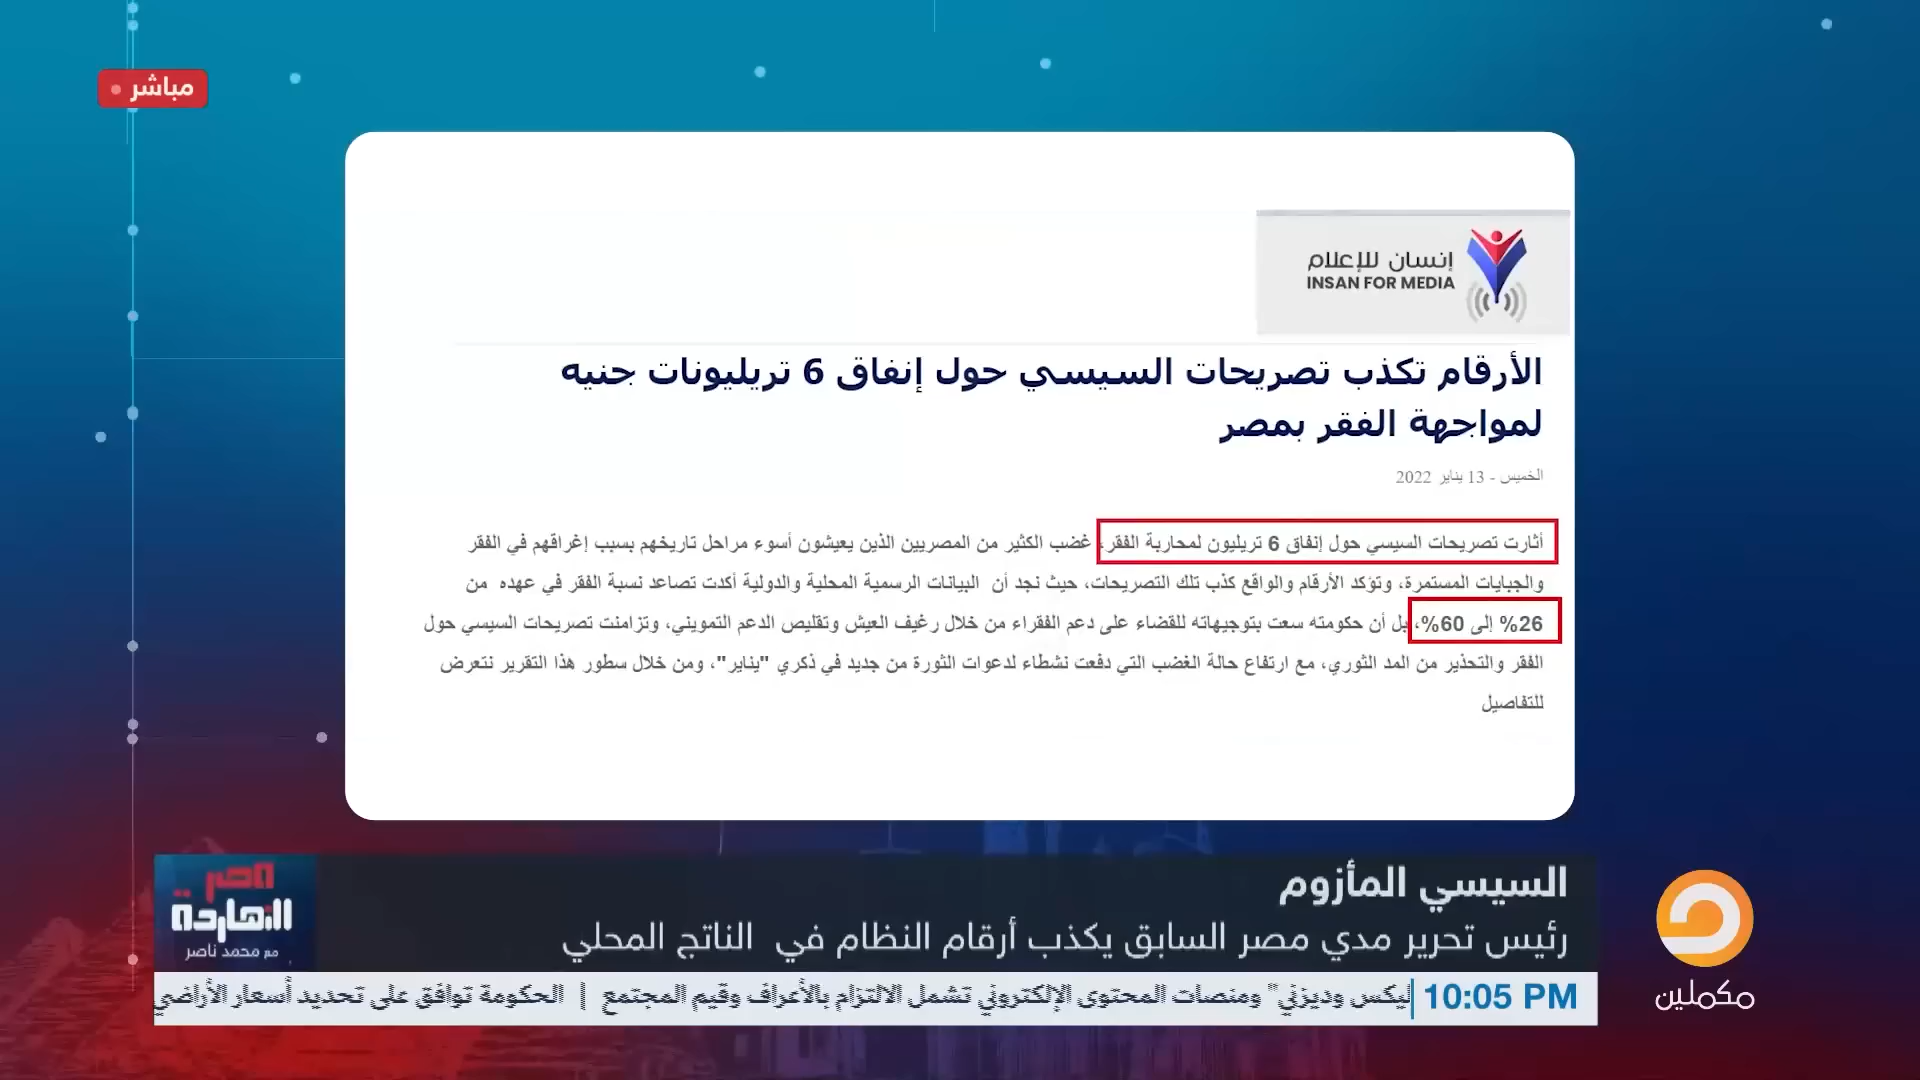 مباشر
إنسان للإعلام
INSAN FOR MEDIA
الأرقام تكذب تصريحات السيسي حول إنفاق 6 تريليونات جنيه
لمواجهة الفقر بمصر
الخميس - 13 يناير 2022
أثارت تصريحات السيسي حول إنفاق 6 تريليون لمحاربة الفقر، غضب الكثير من المصريين الذين يعيشون أسوء مراحل تاريخهم بسبب إغراقهم في الفقر
والجبايات المستمرة، وتؤكد الأرقام والواقع كذب تلك التصريحات، حيث نجد أن البيانات الرسمية المحلية والدولية أكدت تصاعد نسبة الفقر في عهده من
26% إلى 60%، بل أن حكومته سعت بتوجيهاته للقضاء على دعم الفقراء من خلال رغيف العيش وتقليص الدعم التمويني، وتزامنت تصريحات السيسي حول
الفقر والتحذير من المد الثوري، مع ارتفاع حالة الغضب التي دفعت نشطاء لدعوات الثورة من جديد في ذكري "يناير"، ومن خلال سطور هذا التقرير نتعرض
للتفاصيل
السيسي المأزوم
رئيس تحرير مدي مصر السابق يكذب أرقام النظام في الناتج المحلي
مصر
النهاردة
مع محمد ناصر
10:05 PM
ليكس وديزني" ومنصات المحتوى الإلكتروني تشمل الالتزام بالأعراف وقيم المجتمع | الحكومة توافق على تحديد أسعار الأراضي
مكملين